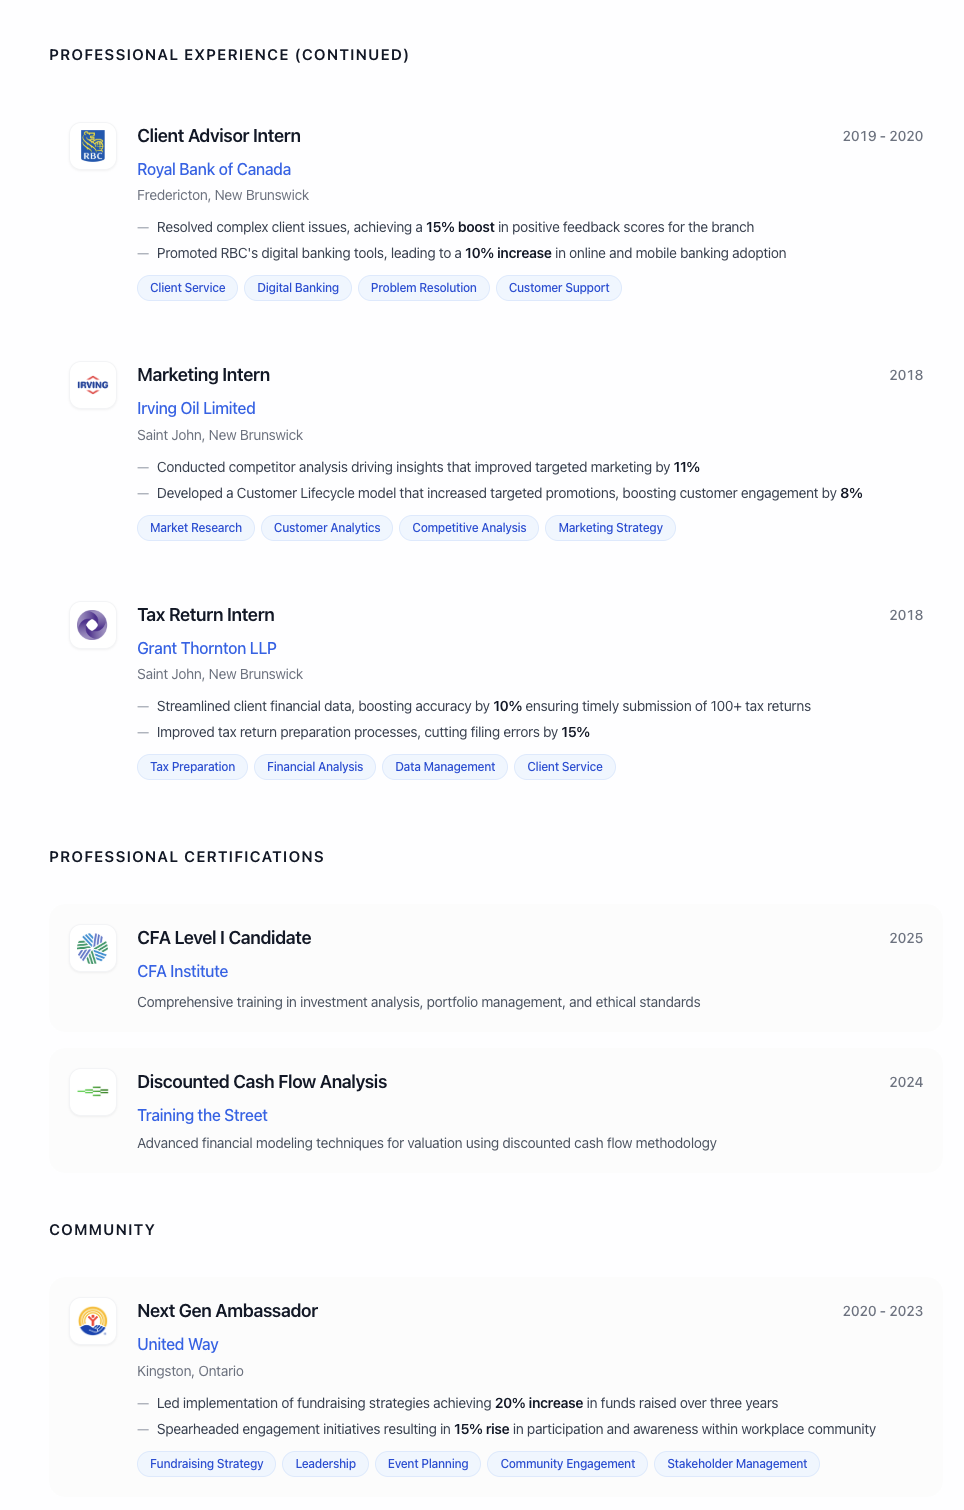 PROFESSIONAL EXPERIENCE (CONTINUED)
RBC
Client Advisor Intern
2019 - 2020
Royal Bank of Canada
Fredericton, New Brunswick
— Resolved complex client issues, achieving a 15% boost in positive feedback scores for the branch
— Promoted RBC's digital banking tools, leading to a 10% increase in online and mobile banking adoption
Client Service Digital Banking Problem Resolution Customer Support
IRVING
Marketing Intern
2018
Irving Oil Limited
Saint John, New Brunswick
— Conducted competitor analysis driving insights that improved targeted marketing by 11%
— Developed a Customer Lifecycle model that increased targeted promotions, boosting customer engagement by 8%
Market Research Customer Analytics Competitive Analysis Marketing Strategy
Tax Return Intern
2018
Grant Thornton LLP
Saint John, New Brunswick
— Streamlined client financial data, boosting accuracy by 10% ensuring timely submission of 100+ tax returns
— Improved tax return preparation processes, cutting filing errors by 15%
Tax Preparation Financial Analysis Data Management Client Service
PROFESSIONAL CERTIFICATIONS
CFA Level I Candidate
2025
CFA Institute
Comprehensive training in investment analysis, portfolio management, and ethical standards
Discounted Cash Flow Analysis
2024
Training the Street
Advanced financial modeling techniques for valuation using discounted cash flow methodology
COMMUNITY
Next Gen Ambassador
2020 - 2023
United Way
Kingston, Ontario
— Led implementation of fundraising strategies achieving 20% increase in funds raised over three years
— Spearheaded engagement initiatives resulting in 15% rise in participation and awareness within workplace community
Fundraising Strategy Leadership Event Planning Community Engagement Stakeholder Management